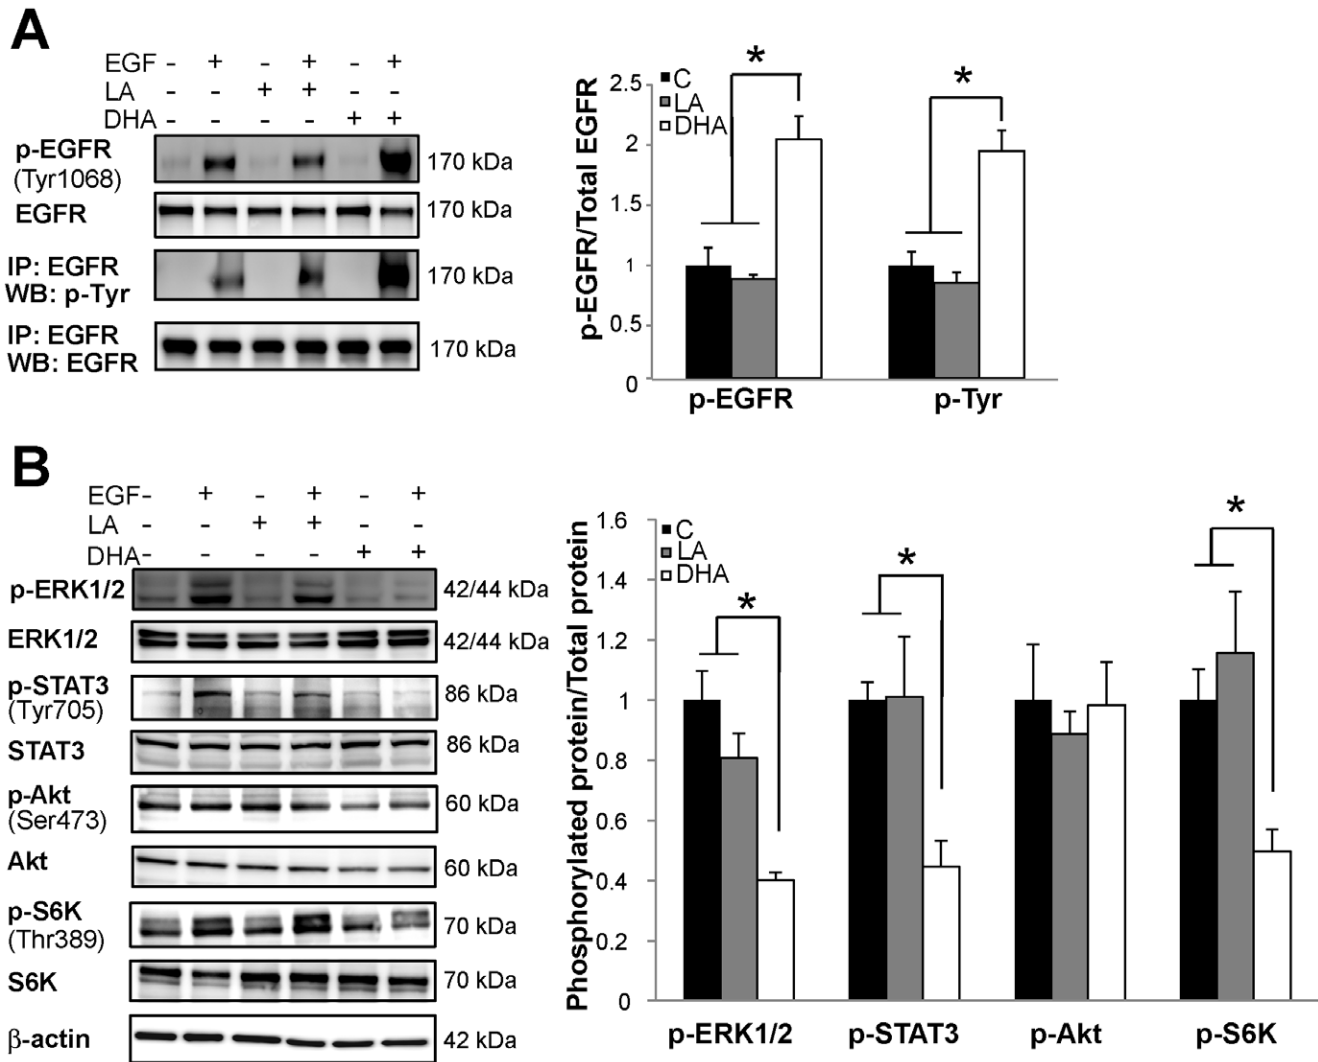 A
EGF - + - + - +
LA - - + + - -
DHA - - - - + +
p-EGFR
(Tyr1068)
170 kDa
EGFR
170 kDa
IP: EGFR
WB: p-Tyr
170 kDa
IP: EGFR
WB: EGFR
170 kDa
p-EGFR/Total EGFR
2.5
2
1.5
1
0.5
0
C
LA
DHA
*
*
p-EGFR
p-Tyr
B
EGF - + - + - +
LA - - + + - -
DHA - - - - + +
p-ERK1/2
42/44 kDa
ERK1/2
42/44 kDa
p-STAT3
(Tyr705)
86 kDa
STAT3
86 kDa
p-Akt
(Ser473)
60 kDa
Akt
60 kDa
p-S6K
(Thr389)
70 kDa
S6K
70 kDa
β-actin
42 kDa
Phosphorylated protein/Total protein
1.6
1.4
1.2
1
0.8
0.6
0.4
0.2
0
C
LA
DHA
*
*
*
p-ERK1/2
p-STAT3
p-Akt
p-S6K